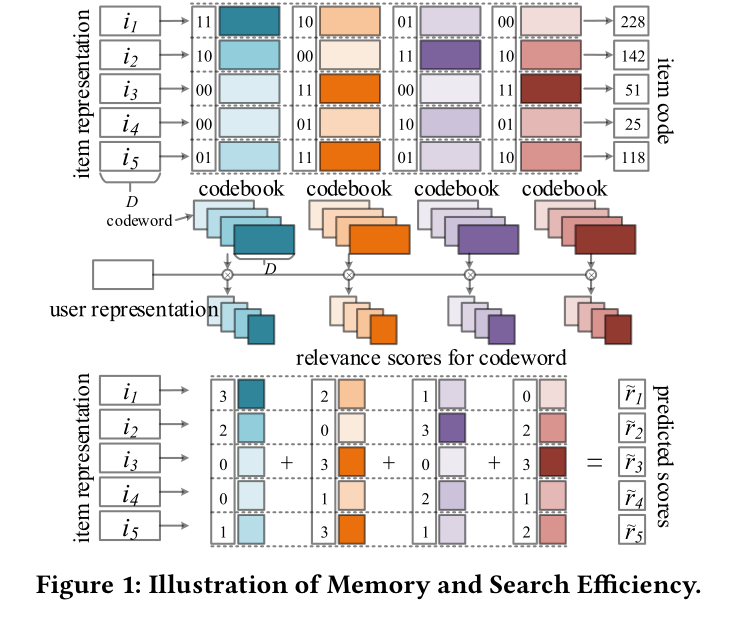 item representation
i1 11 10 01 00 228
i2 10 00 11 10 142
i3 00 11 00 11 51
i4 00 01 10 01 25
i5 01 11 01 10 118
item code
D
codebook codebook codebook codebook
codeword
D
user representation
relevance scores for codeword
item representation
i1 3 2 1 0 r̃1
i2 2 0 3 2 r̃2
i3 0 + 3 + 0 + 3 = r̃3
i4 0 1 2 1 r̃4
i5 1 3 1 2 r̃5
predicted scores
Figure 1: Illustration of Memory and Search Efficiency.